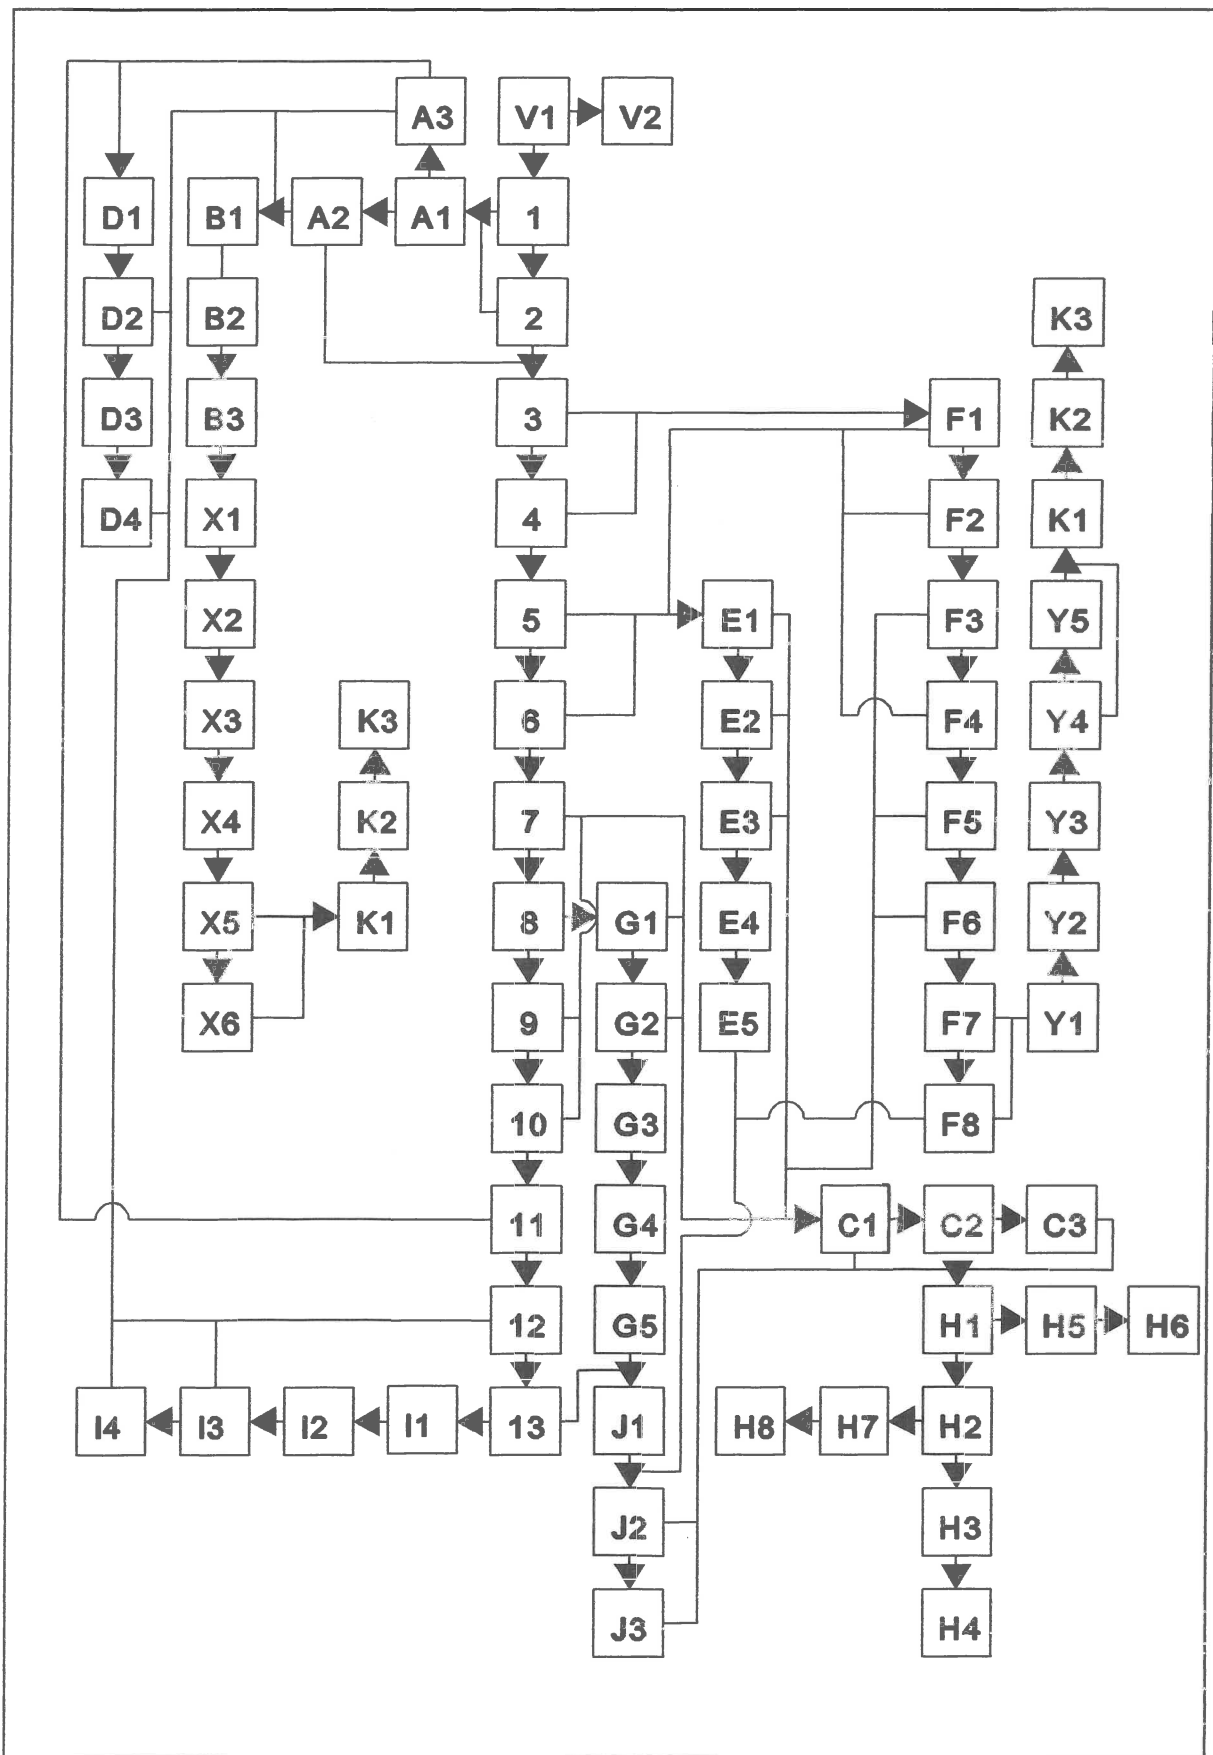 A3 V1 V2
D1 B1 A2 A1 1
D2 B2 2 K3
D3 B3 3 F1 K2
D4 X1 4 F2 K1
X2 5 E1 F3 Y5
X3 K3 6 E2 F4 Y4
X4 K2 7 E3 F5 Y3
X5 K1 8 G1 E4 F6 Y2
X6 9 G2 E5 F7 Y1
10 G3 F8
11 G4 C1 C2 C3
12 G5 H1 H5 H6
I4 I3 I2 I1 13 J1 H8 H7 H2
J2 H3
J3 H4